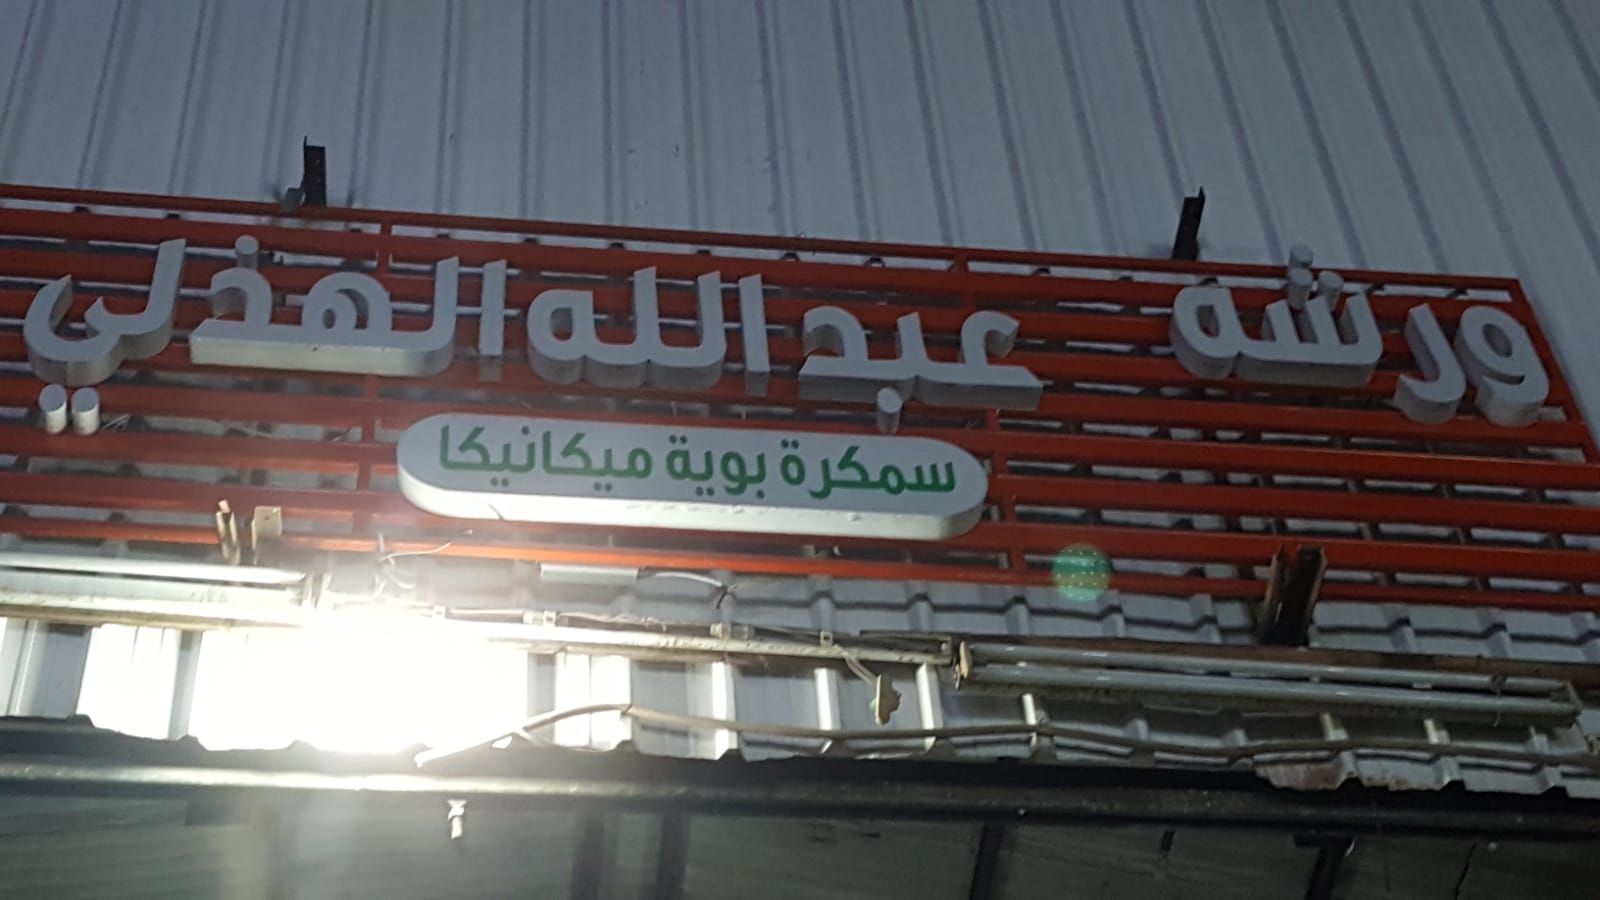 ورشة عبدالله الهذلي
سمكرة بوية ميكانيكا